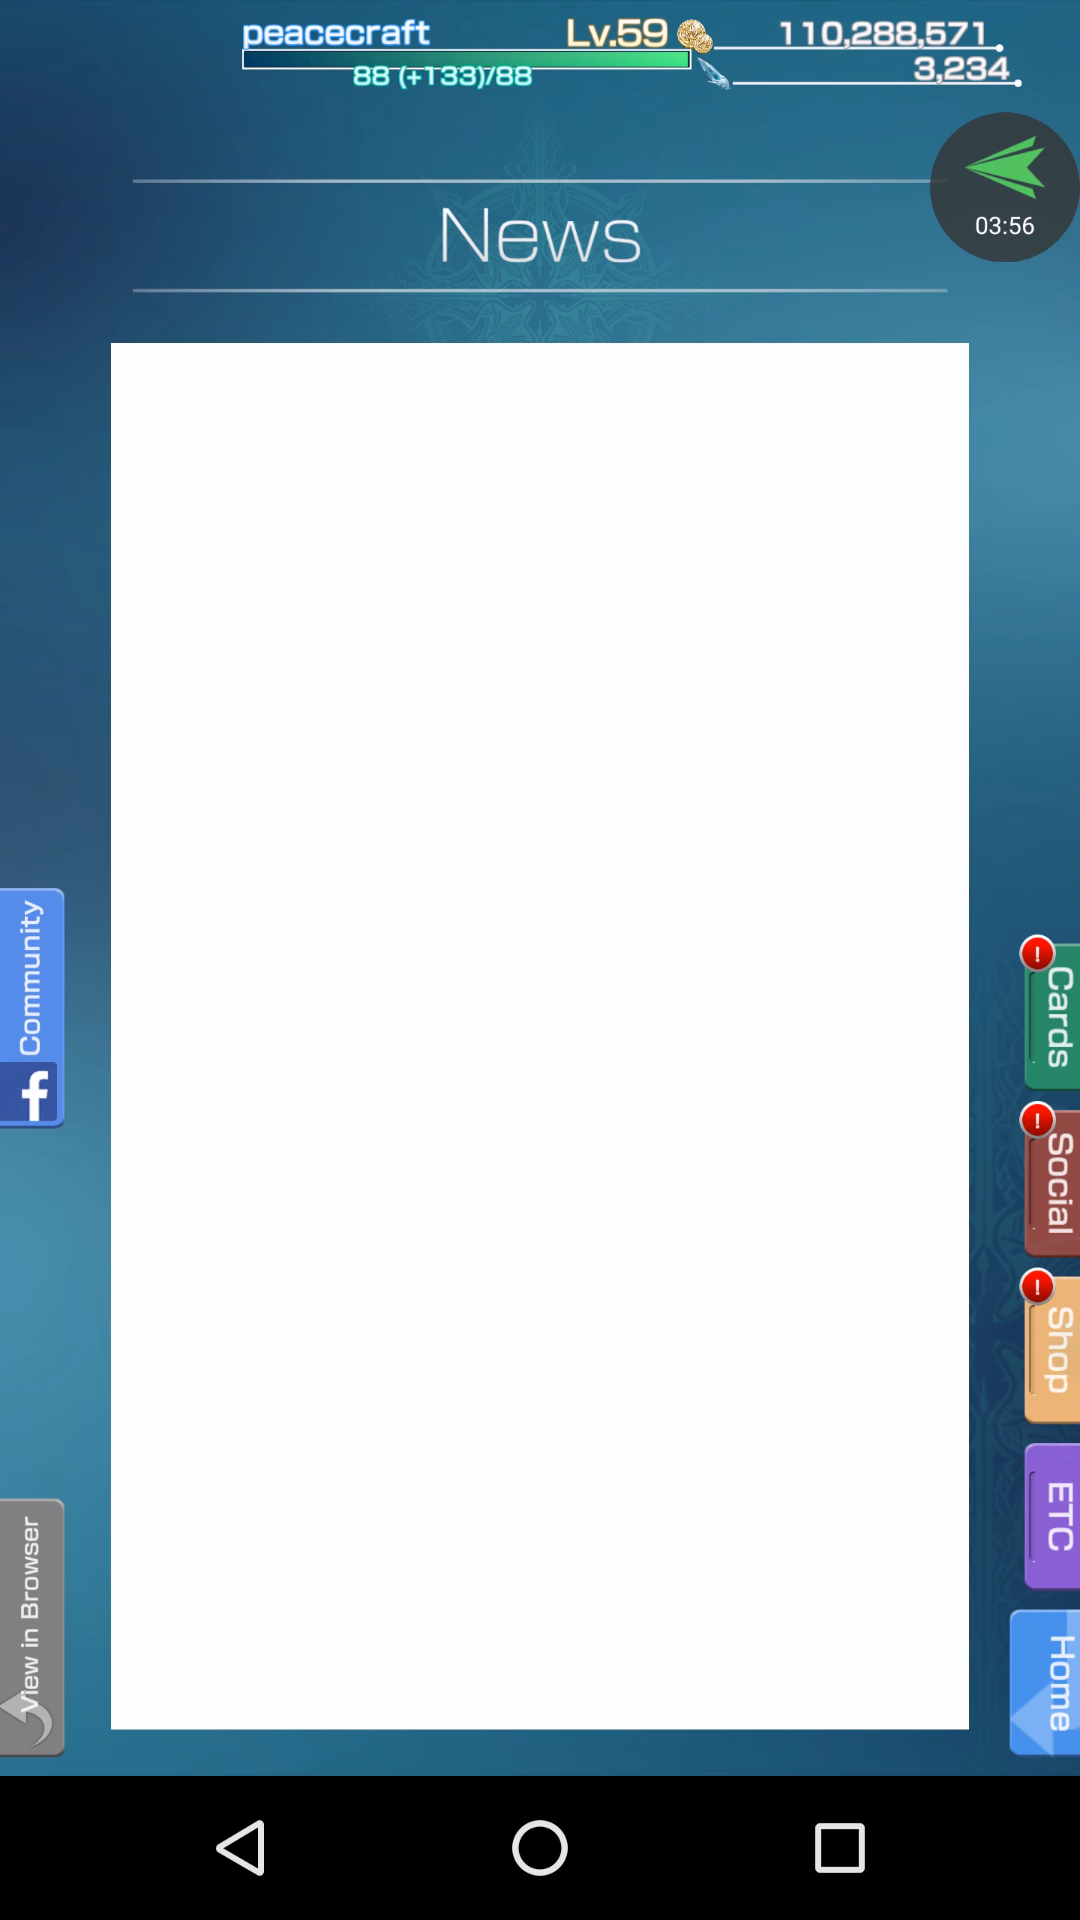 peacecraft Lv.59 110,288,571
88 (+133)/88 3,234
03:56
News
Community
Cards
Social
Shop
ETC
View in Browser
Home